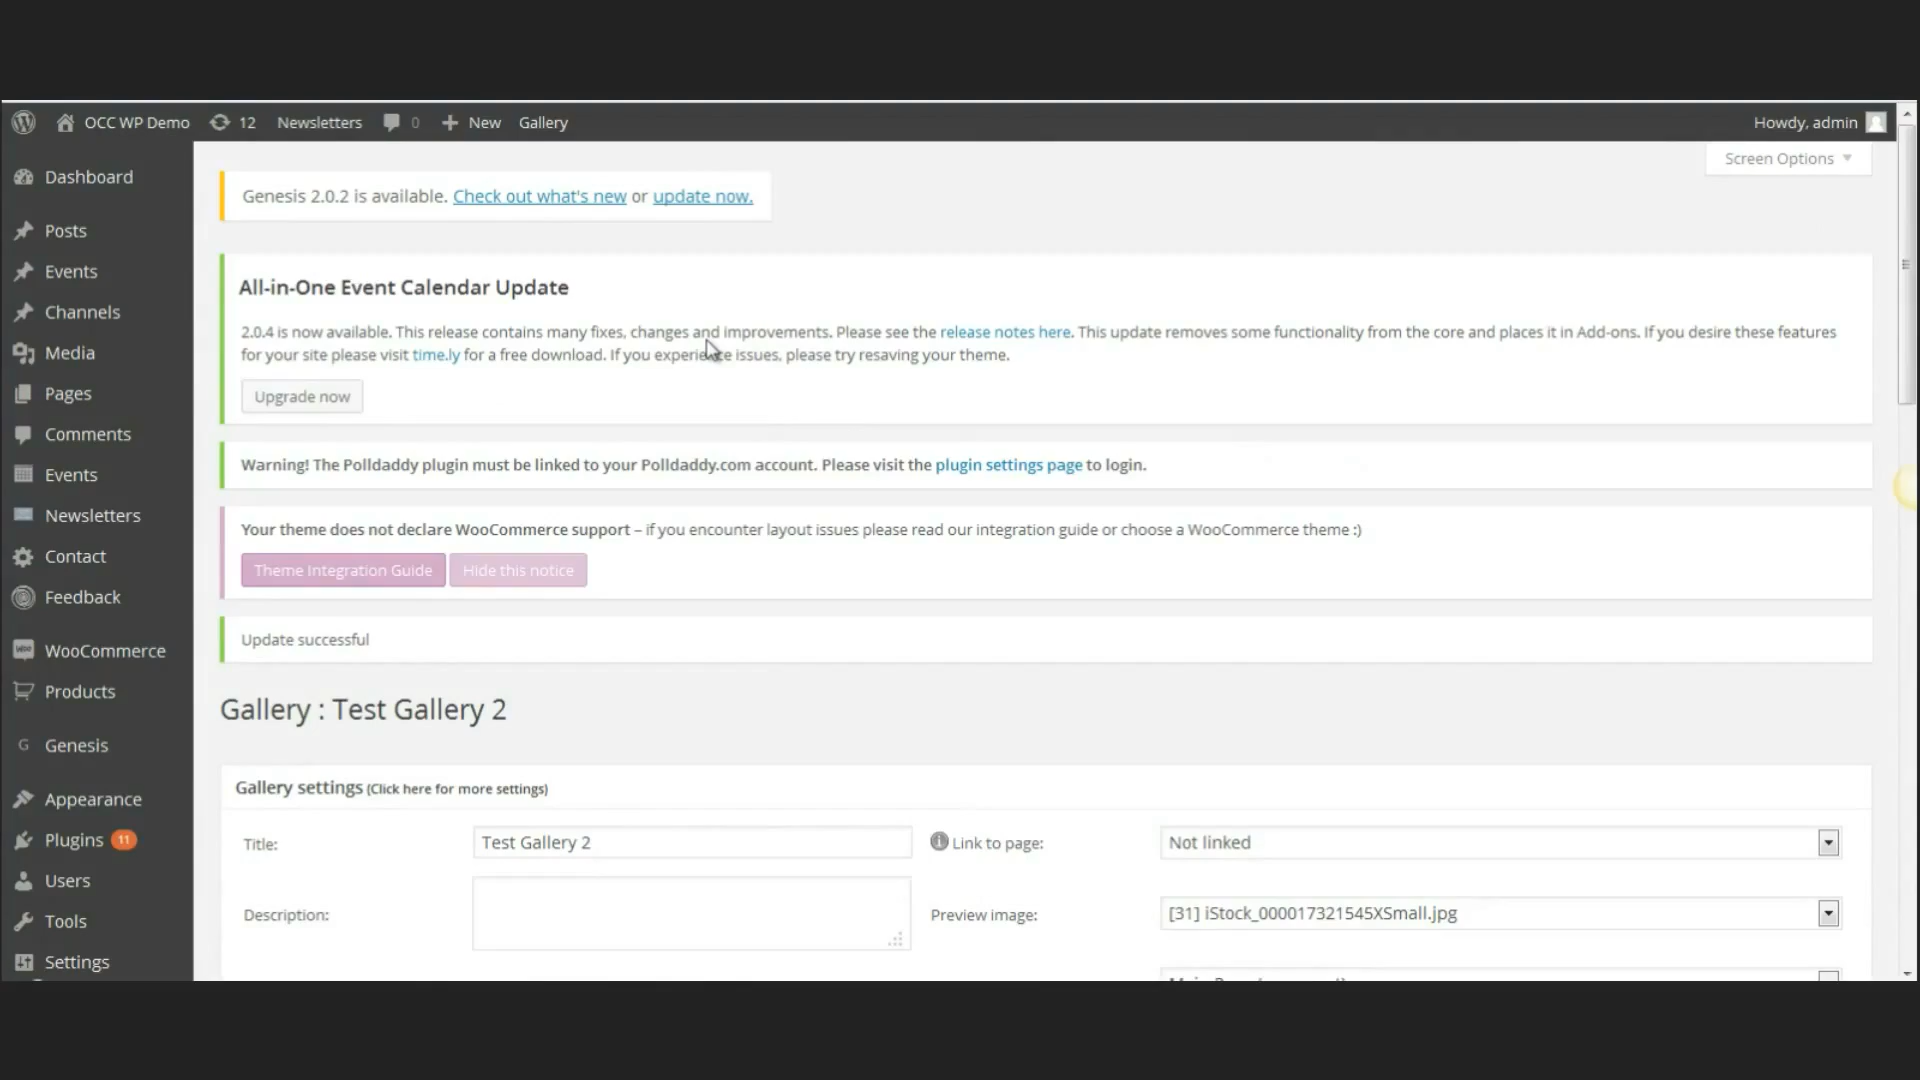 OCC WP Demo 12 Newsletters 0 New Gallery Howdy, admin
Screen Options
Dashboard
Posts
Events
Channels
Media
Pages
Comments
Events
Newsletters
Contact
Feedback
WooCommerce
Products
Genesis
Appearance
Plugins 11
Users
Tools
Settings
Genesis 2.0.2 is available. Check out what's new or update now.
All-in-One Event Calendar Update
2.0.4 is now available. This release contains many fixes, changes and improvements. Please see the release notes here. This update removes some functionality from the core and places it in Add-ons. If you desire these features
for your site please visit time.ly for a free download. If you experience issues, please try resaving your theme.
Upgrade now
Warning! The Polldaddy plugin must be linked to your Polldaddy.com account. Please visit the plugin settings page to login.
Your theme does not declare WooCommerce support – if you encounter layout issues please read our integration guide or choose a WooCommerce theme :)
Theme Integration Guide Hide this notice
Update successful
Gallery : Test Gallery 2
Gallery settings (Click here for more settings)
Title: Test Gallery 2 Link to page: Not linked
Description: Preview image: [31] iStock_000017321545XSmall.jpg